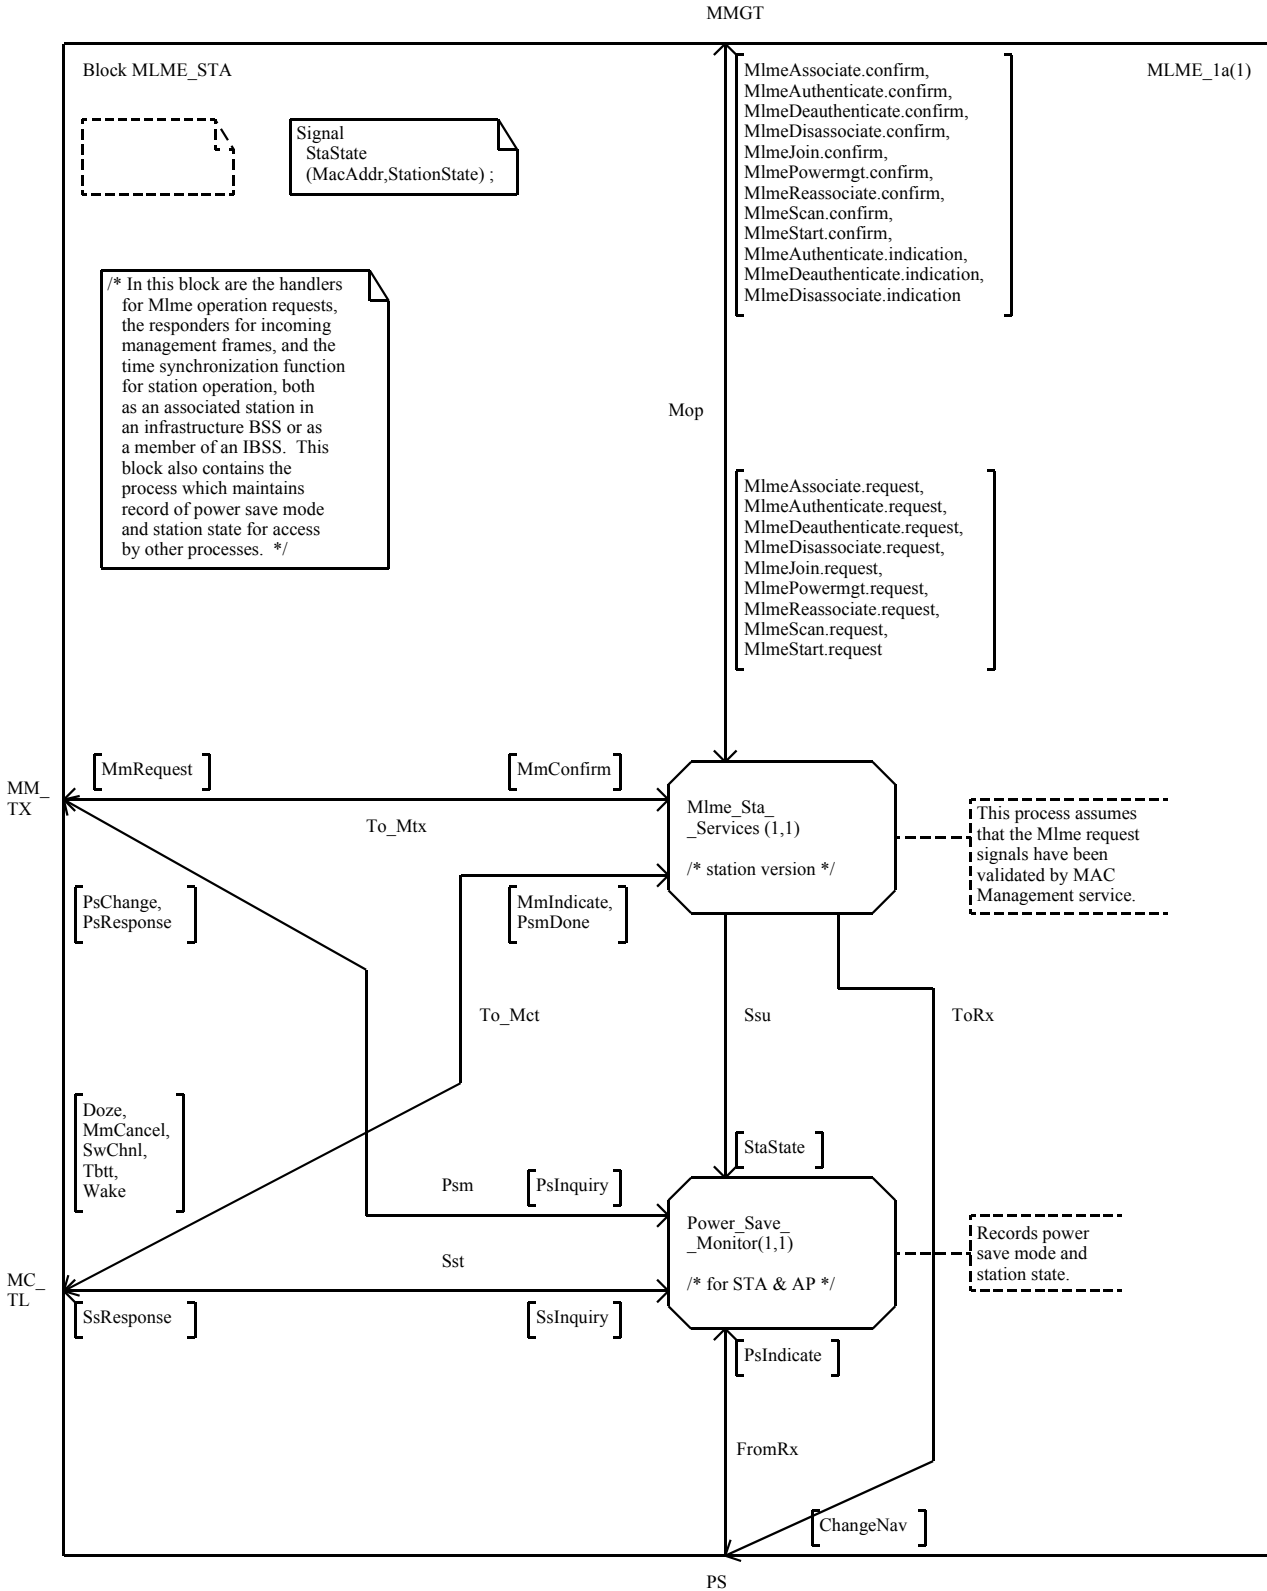 MMGT
Block MLME_STA
MLME_1a(1)
Signal
StaState
(MacAddr,StationState) ;
MlmeAssociate.confirm,
MlmeAuthenticate.confirm,
MlmeDeauthenticate.confirm,
MlmeDisassociate.confirm,
MlmeJoin.confirm,
MlmePowermgt.confirm,
MlmeReassociate.confirm,
MlmeScan.confirm,
MlmeStart.confirm,
MlmeAuthenticate.indication,
MlmeDeauthenticate.indication,
MlmeDisassociate.indication
/* In this block are the handlers
for Mlme operation requests,
the responders for incoming
management frames, and the
time synchronization function
for station operation, both
as an associated station in
an infrastructure BSS or as
a member of an IBSS.  This
block also contains the
process which maintains
record of power save mode
and station state for access
by other processes.  */
Mop
MlmeAssociate.request,
MlmeAuthenticate.request,
MlmeDeauthenticate.request,
MlmeDisassociate.request,
MlmeJoin.request,
MlmePowermgt.request,
MlmeReassociate.request,
MlmeScan.request,
MlmeStart.request
MmRequest
MmConfirm
MM_
TX
To_Mtx
Mlme_Sta_
_Services (1,1)
/* station version */
This process assumes
that the Mlme request
signals have been
validated by MAC
Management service.
PsChange,
PsResponse
MmIndicate,
PsmDone
To_Mct
Ssu
ToRx
Doze,
MmCancel,
SwChnl,
Tbtt,
Wake
StaState
Psm
PsInquiry
Power_Save_
_Monitor(1,1)
/* for STA & AP */
Records power
save mode and
station state.
Sst
MC_
TL
SsResponse
SsInquiry
PsIndicate
FromRx
ChangeNav
PS